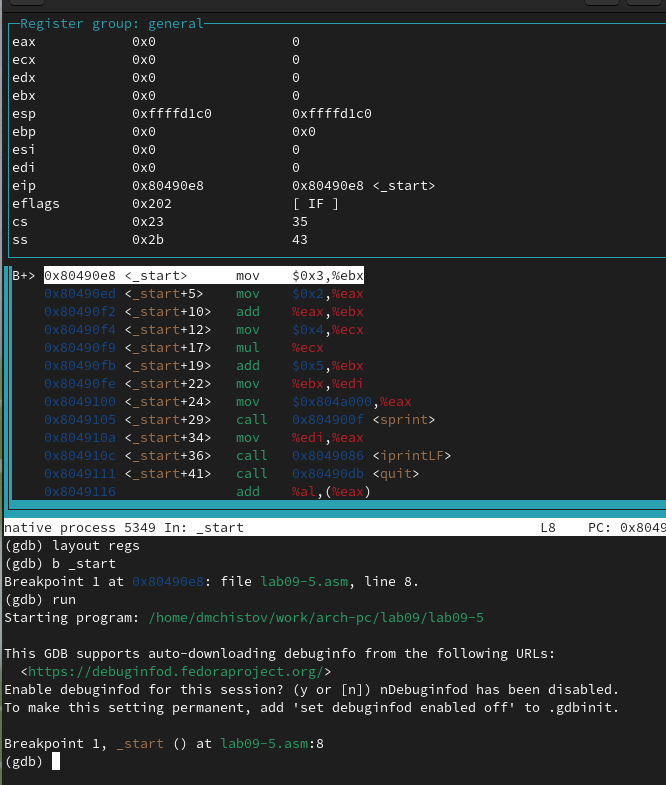 Register group: general
eax 0x0 0
ecx 0x0 0
edx 0x0 0
ebx 0x0 0
esp 0xffffd1c0 0xffffd1c0
ebp 0x0 0x0
esi 0x0 0
edi 0x0 0
eip 0x80490e8 0x80490e8 <_start>
eflags 0x202 [ IF ]
cs 0x23 35
ss 0x2b 43
B+> 0x80490e8 <_start> mov $0x3,%ebx
0x80490ed <_start+5> mov $0x2,%eax
0x80490f2 <_start+10> add %eax,%ebx
0x80490f4 <_start+12> mov $0x4,%ecx
0x80490f9 <_start+17> mul %ecx
0x80490fb <_start+19> add $0x5,%ebx
0x80490fe <_start+22> mov %ebx,%edi
0x8049100 <_start+24> mov $0x804a000,%eax
0x8049105 <_start+29> call 0x804900f <sprint>
0x804910a <_start+34> mov %edi,%eax
0x804910c <_start+36> call 0x8049086 <iprintLF>
0x8049111 <_start+41> call 0x80490db <quit>
0x8049116 add %al,(%eax)
native process 5349 In: _start L8 PC: 0x8049
(gdb) layout regs
(gdb) b _start
Breakpoint 1 at 0x80490e8: file lab09-5.asm, line 8.
(gdb) run
Starting program: /home/dmchistov/work/arch-pc/lab09/lab09-5
This GDB supports auto-downloading debuginfo from the following URLs:
<https://debuginfod.fedoraproject.org/>
Enable debuginfod for this session? (y or [n]) nDebuginfod has been disabled.
To make this setting permanent, add 'set debuginfod enabled off' to .gdbinit.
Breakpoint 1, _start () at lab09-5.asm:8
(gdb)